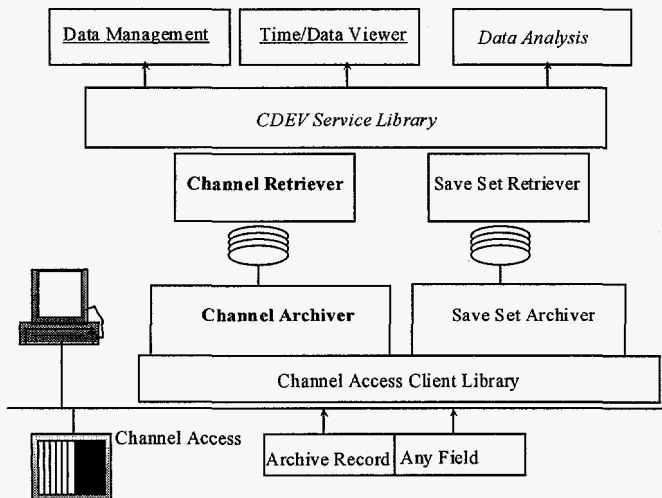 Data Management
Time/Data Viewer
Data Analysis
CDEV Service Library
Channel Retriever
Save Set Retriever
Channel Archiver
Save Set Archiver
Channel Access Client Library
Channel Access
Archive Record
Any Field